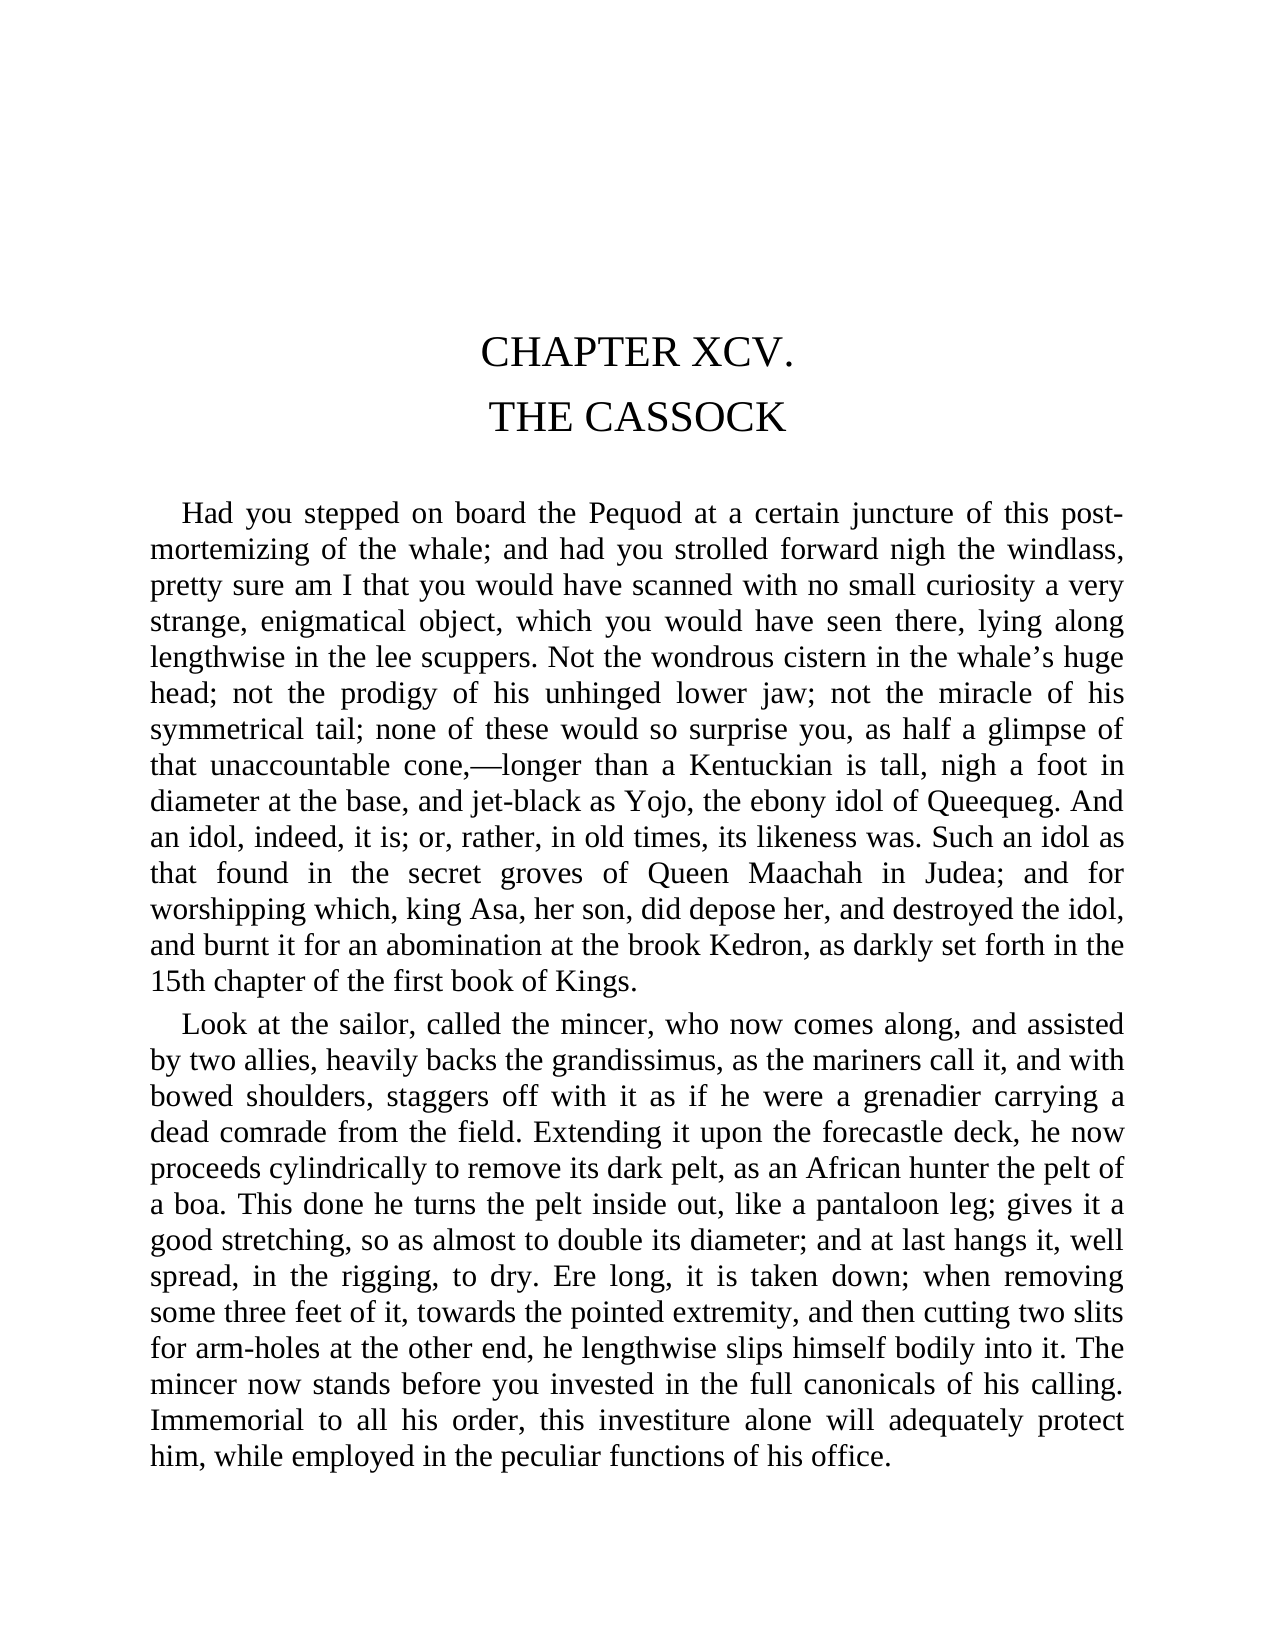 CHAPTER XCV.
THE CASSOCK
Had you stepped on board the Pequod at a certain juncture of this post-
mortemizing of the whale; and had you strolled forward nigh the windlass,
pretty sure am I that you would have scanned with no small curiosity a very
strange, enigmatical object, which you would have seen there, lying along
lengthwise in the lee scuppers. Not the wondrous cistern in the whale’s huge
head; not the prodigy of his unhinged lower jaw; not the miracle of his
symmetrical tail; none of these would so surprise you, as half a glimpse of
that unaccountable cone,—longer than a Kentuckian is tall, nigh a foot in
diameter at the base, and jet-black as Yojo, the ebony idol of Queequeg. And
an idol, indeed, it is; or, rather, in old times, its likeness was. Such an idol as
that found in the secret groves of Queen Maachah in Judea; and for
worshipping which, king Asa, her son, did depose her, and destroyed the idol,
and burnt it for an abomination at the brook Kedron, as darkly set forth in the
15th chapter of the first book of Kings.
Look at the sailor, called the mincer, who now comes along, and assisted
by two allies, heavily backs the grandissimus, as the mariners call it, and with
bowed shoulders, staggers off with it as if he were a grenadier carrying a
dead comrade from the field. Extending it upon the forecastle deck, he now
proceeds cylindrically to remove its dark pelt, as an African hunter the pelt of
a boa. This done he turns the pelt inside out, like a pantaloon leg; gives it a
good stretching, so as almost to double its diameter; and at last hangs it, well
spread, in the rigging, to dry. Ere long, it is taken down; when removing
some three feet of it, towards the pointed extremity, and then cutting two slits
for arm-holes at the other end, he lengthwise slips himself bodily into it. The
mincer now stands before you invested in the full canonicals of his calling.
Immemorial to all his order, this investiture alone will adequately protect
him, while employed in the peculiar functions of his office.